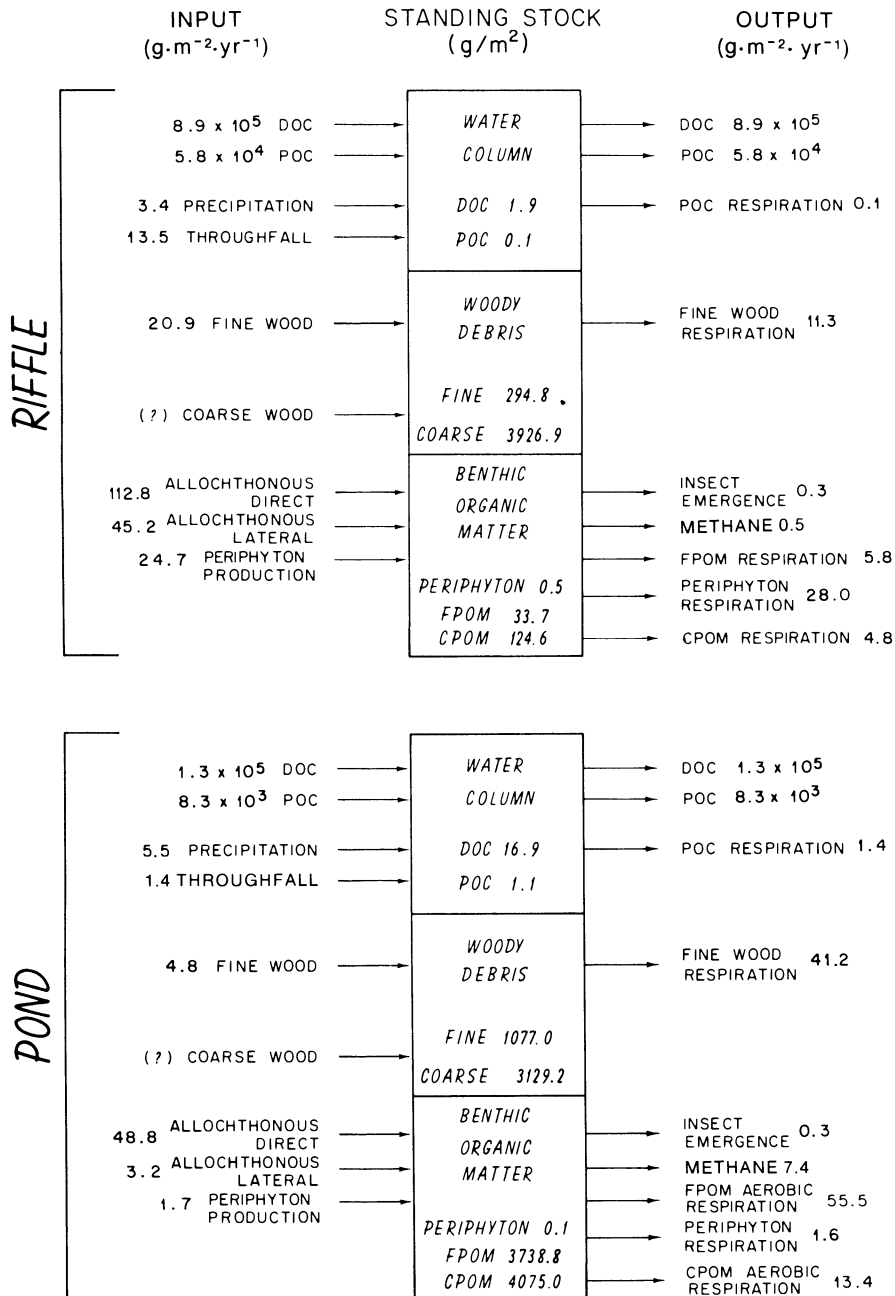 INPUT
(g·m⁻²·yr⁻¹)
STANDING STOCK
(g/m²)
OUTPUT
(g·m⁻²·yr⁻¹)
RIFFLE
8.9 x 10⁵ DOC
5.8 x 10⁴ POC
3.4 PRECIPITATION
13.5 THROUGHFALL
WATER
COLUMN
DOC 1.9
POC 0.1
DOC 8.9 x 10⁵
POC 5.8 x 10⁴
POC RESPIRATION 0.1
20.9 FINE WOOD
(?) COARSE WOOD
WOODY
DEBRIS
FINE 294.8
COARSE 3926.9
FINE WOOD
RESPIRATION 11.3
112.8 ALLOCHTHONOUS
DIRECT
45.2 ALLOCHTHONOUS
LATERAL
24.7 PERIPHYTON
PRODUCTION
BENTHIC
ORGANIC
MATTER
PERIPHYTON 0.5
FPOM 33.7
CPOM 124.6
INSECT
EMERGENCE 0.3
METHANE 0.5
FPOM RESPIRATION 5.8
PERIPHYTON
RESPIRATION 28.0
CPOM RESPIRATION 4.8
POND
1.3 x 10⁵ DOC
8.3 x 10³ POC
5.5 PRECIPITATION
1.4 THROUGHFALL
WATER
COLUMN
DOC 16.9
POC 1.1
DOC 1.3 x 10⁵
POC 8.3 x 10³
POC RESPIRATION 1.4
4.8 FINE WOOD
(?) COARSE WOOD
WOODY
DEBRIS
FINE 1077.0
COARSE 3129.2
FINE WOOD
RESPIRATION 41.2
48.8 ALLOCHTHONOUS
DIRECT
3.2 ALLOCHTHONOUS
LATERAL
1.7 PERIPHYTON
PRODUCTION
BENTHIC
ORGANIC
MATTER
PERIPHYTON 0.1
FPOM 3738.8
CPOM 4075.0
INSECT
EMERGENCE 0.3
METHANE 7.4
FPOM AEROBIC
RESPIRATION 55.5
PERIPHYTON
RESPIRATION 1.6
CPOM AEROBIC
RESPIRATION 13.4